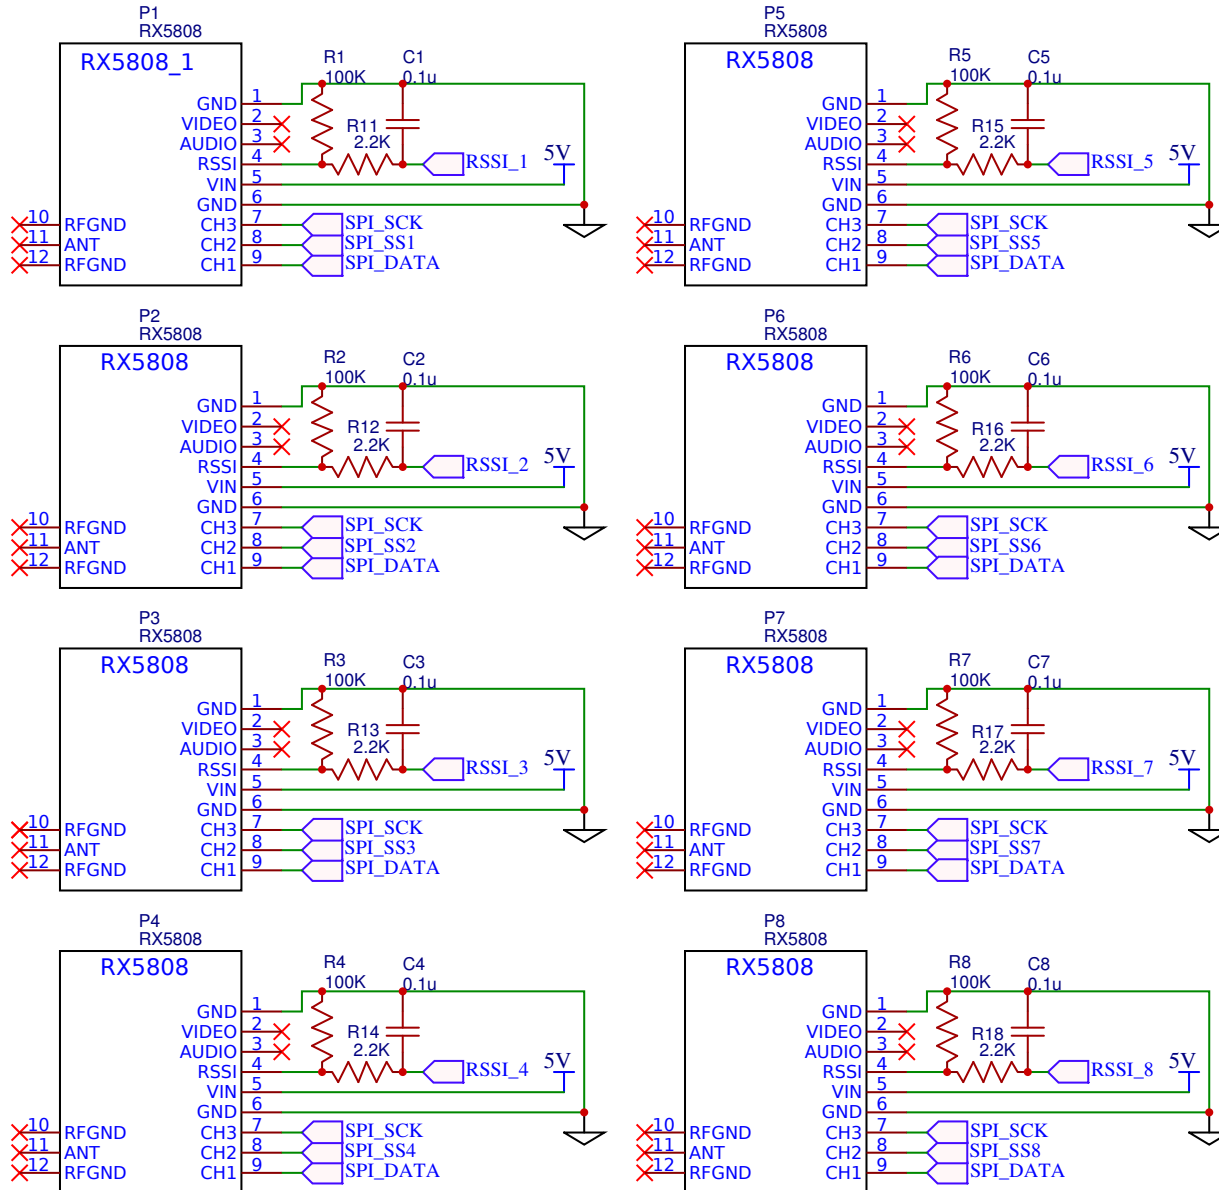 P1
RX5808
RX5808_1
R1
100K
C1
0.1u
R11
2.2K
GND 1
VIDEO 2
AUDIO 3
RSSI 4
VIN 5
GND 6
CH3 7
CH2 8
CH1 9
RSSI_1
5V
SPI_SCK
SPI_SS1
SPI_DATA
10 RFGND
11 ANT
12 RFGND
P5
RX5808
RX5808
R5
100K
C5
0.1u
R15
2.2K
GND 1
VIDEO 2
AUDIO 3
RSSI 4
VIN 5
GND 6
CH3 7
CH2 8
CH1 9
RSSI_5
5V
SPI_SCK
SPI_SS5
SPI_DATA
10 RFGND
11 ANT
12 RFGND
P2
RX5808
RX5808
R2
100K
C2
0.1u
R12
2.2K
GND 1
VIDEO 2
AUDIO 3
RSSI 4
VIN 5
GND 6
CH3 7
CH2 8
CH1 9
RSSI_2
5V
SPI_SCK
SPI_SS2
SPI_DATA
10 RFGND
11 ANT
12 RFGND
P6
RX5808
RX5808
R6
100K
C6
0.1u
R16
2.2K
GND 1
VIDEO 2
AUDIO 3
RSSI 4
VIN 5
GND 6
CH3 7
CH2 8
CH1 9
RSSI_6
5V
SPI_SCK
SPI_SS6
SPI_DATA
10 RFGND
11 ANT
12 RFGND
P3
RX5808
RX5808
R3
100K
C3
0.1u
R13
2.2K
GND 1
VIDEO 2
AUDIO 3
RSSI 4
VIN 5
GND 6
CH3 7
CH2 8
CH1 9
RSSI_3
5V
SPI_SCK
SPI_SS3
SPI_DATA
10 RFGND
11 ANT
12 RFGND
P7
RX5808
RX5808
R7
100K
C7
0.1u
R17
2.2K
GND 1
VIDEO 2
AUDIO 3
RSSI 4
VIN 5
GND 6
CH3 7
CH2 8
CH1 9
RSSI_7
5V
SPI_SCK
SPI_SS7
SPI_DATA
10 RFGND
11 ANT
12 RFGND
P4
RX5808
RX5808
R4
100K
C4
0.1u
R14
2.2K
GND 1
VIDEO 2
AUDIO 3
RSSI 4
VIN 5
GND 6
CH3 7
CH2 8
CH1 9
RSSI_4
5V
SPI_SCK
SPI_SS4
SPI_DATA
10 RFGND
11 ANT
12 RFGND
P8
RX5808
RX5808
R8
100K
C8
0.1u
R18
2.2K
GND 1
VIDEO 2
AUDIO 3
RSSI 4
VIN 5
GND 6
CH3 7
CH2 8
CH1 9
RSSI_8
5V
SPI_SCK
SPI_SS8
SPI_DATA
10 RFGND
11 ANT
12 RFGND